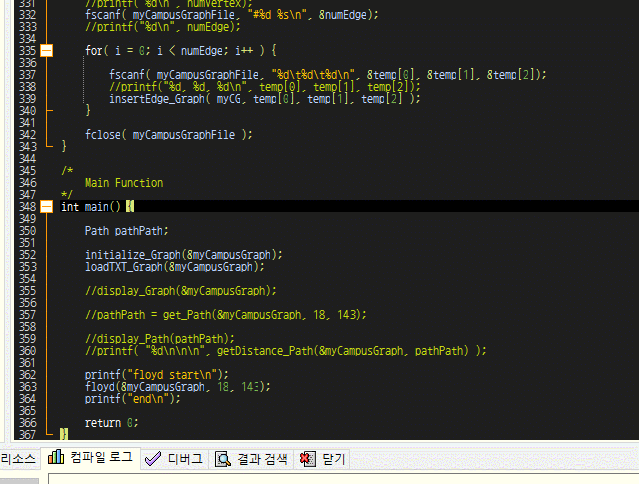 331 //printf( "%d\n", numVertex);
332 fscanf( myCampusGraphFile, "#%d %s\n", &numEdge);
333 //printf("%d\n", numEdge);
334
335 for( i = 0; i < numEdge; i++ ) {
336
337 fscanf( myCampusGraphFile, "%d\t%d\t%d\n", &temp[0], &temp[1], &temp[2]);
338 //printf("%d, %d, %d\n", temp[0], temp[1], temp[2]);
339 insertEdge_Graph( myCG, temp[0], temp[1], temp[2] );
340 }
341
342 fclose( myCampusGraphFile );
343 }
344
345 /*
346 Main Function
347 */
348 int main() {
349
350 Path pathPath;
351
352 initialize_Graph(&myCampusGraph);
353 loadTXT_Graph(&myCampusGraph);
354
355 //display_Graph(&myCampusGraph);
356
357 //pathPath = get_Path(&myCampusGraph, 18, 143);
358
359 //display_Path(pathPath);
360 //printf( "%d\n\n\n", getDistance_Path(&myCampusGraph, pathPath) );
361
362 printf("floyd start\n");
363 floyd(&myCampusGraph, 18, 143);
364 printf("end\n");
365
366 return 0;
367 }
리소스 컴파일 로그 디버그 결과 검색 닫기